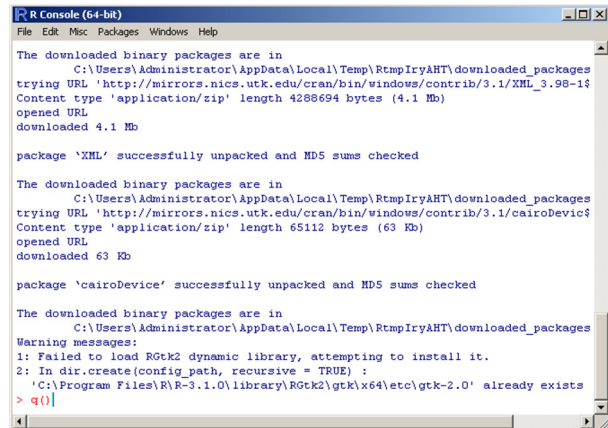 R Console (64-bit)
File Edit Misc Packages Windows Help
The downloaded binary packages are in
C:\Users\Administrator\AppData\Local\Temp\RtmpIryAHT\downloaded_packages
trying URL 'http://mirrors.nics.utk.edu/cran/bin/windows/contrib/3.1/XML_3.98-1$
Content type 'application/zip' length 4288694 bytes (4.1 Mb)
opened URL
downloaded 4.1 Mb
package ‘XML’ successfully unpacked and MD5 sums checked
The downloaded binary packages are in
C:\Users\Administrator\AppData\Local\Temp\RtmpIryAHT\downloaded_packages
trying URL 'http://mirrors.nics.utk.edu/cran/bin/windows/contrib/3.1/cairoDevic$
Content type 'application/zip' length 65112 bytes (63 Kb)
opened URL
downloaded 63 Kb
package ‘cairoDevice’ successfully unpacked and MD5 sums checked
The downloaded binary packages are in
C:\Users\Administrator\AppData\Local\Temp\RtmpIryAHT\downloaded_packages
Warning messages:
1: Failed to load RGtk2 dynamic library, attempting to install it.
2: In dir.create(config_path, recursive = TRUE) :
'C:\Program Files\R\R-3.1.0\library\RGtk2\gtk\x64\etc\gtk-2.0' already exists
> q()